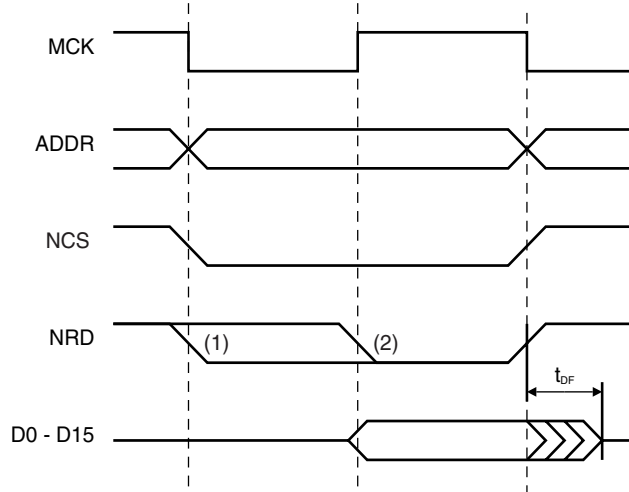 MCK
ADDR
NCS
NRD
(1)
(2)
tDF
D0 - D15